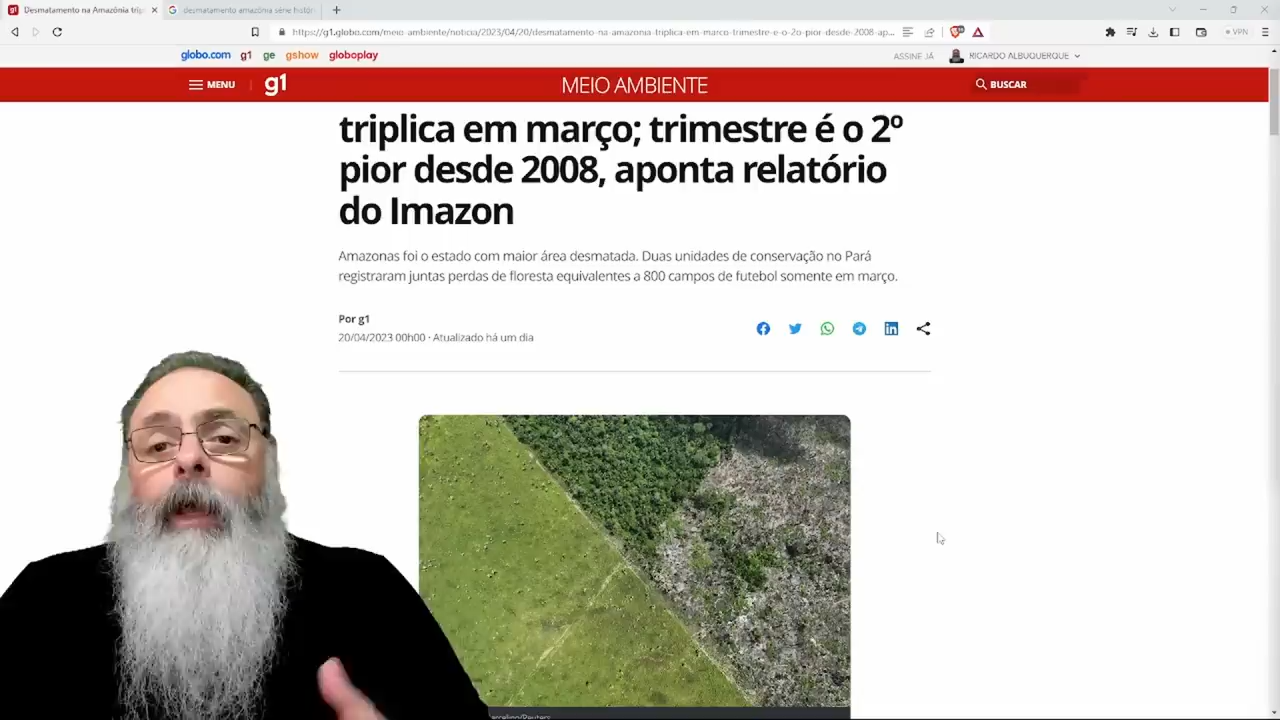 g1 Desmatamento na Amazônia trip
desmatamento amazônia série histór
https://g1.globo.com/meio-ambiente/noticia/2023/04/20/desmatamento-na-amazonia-triplica-em-marco-trimestre-e-o-2o-pior-desde-2008-ap...
VPN
globo.com g1 ge gshow globoplay
ASSINE JÁ RICARDO ALBUQUERQUE
MENU g1 MEIO AMBIENTE BUSCAR
triplica em março; trimestre é o 2º
pior desde 2008, aponta relatório
do Imazon
Amazonas foi o estado com maior área desmatada. Duas unidades de conservação no Pará
registraram juntas perdas de floresta equivalentes a 800 campos de futebol somente em março.
Por g1
20/04/2023 00h00 · Atualizado há um dia